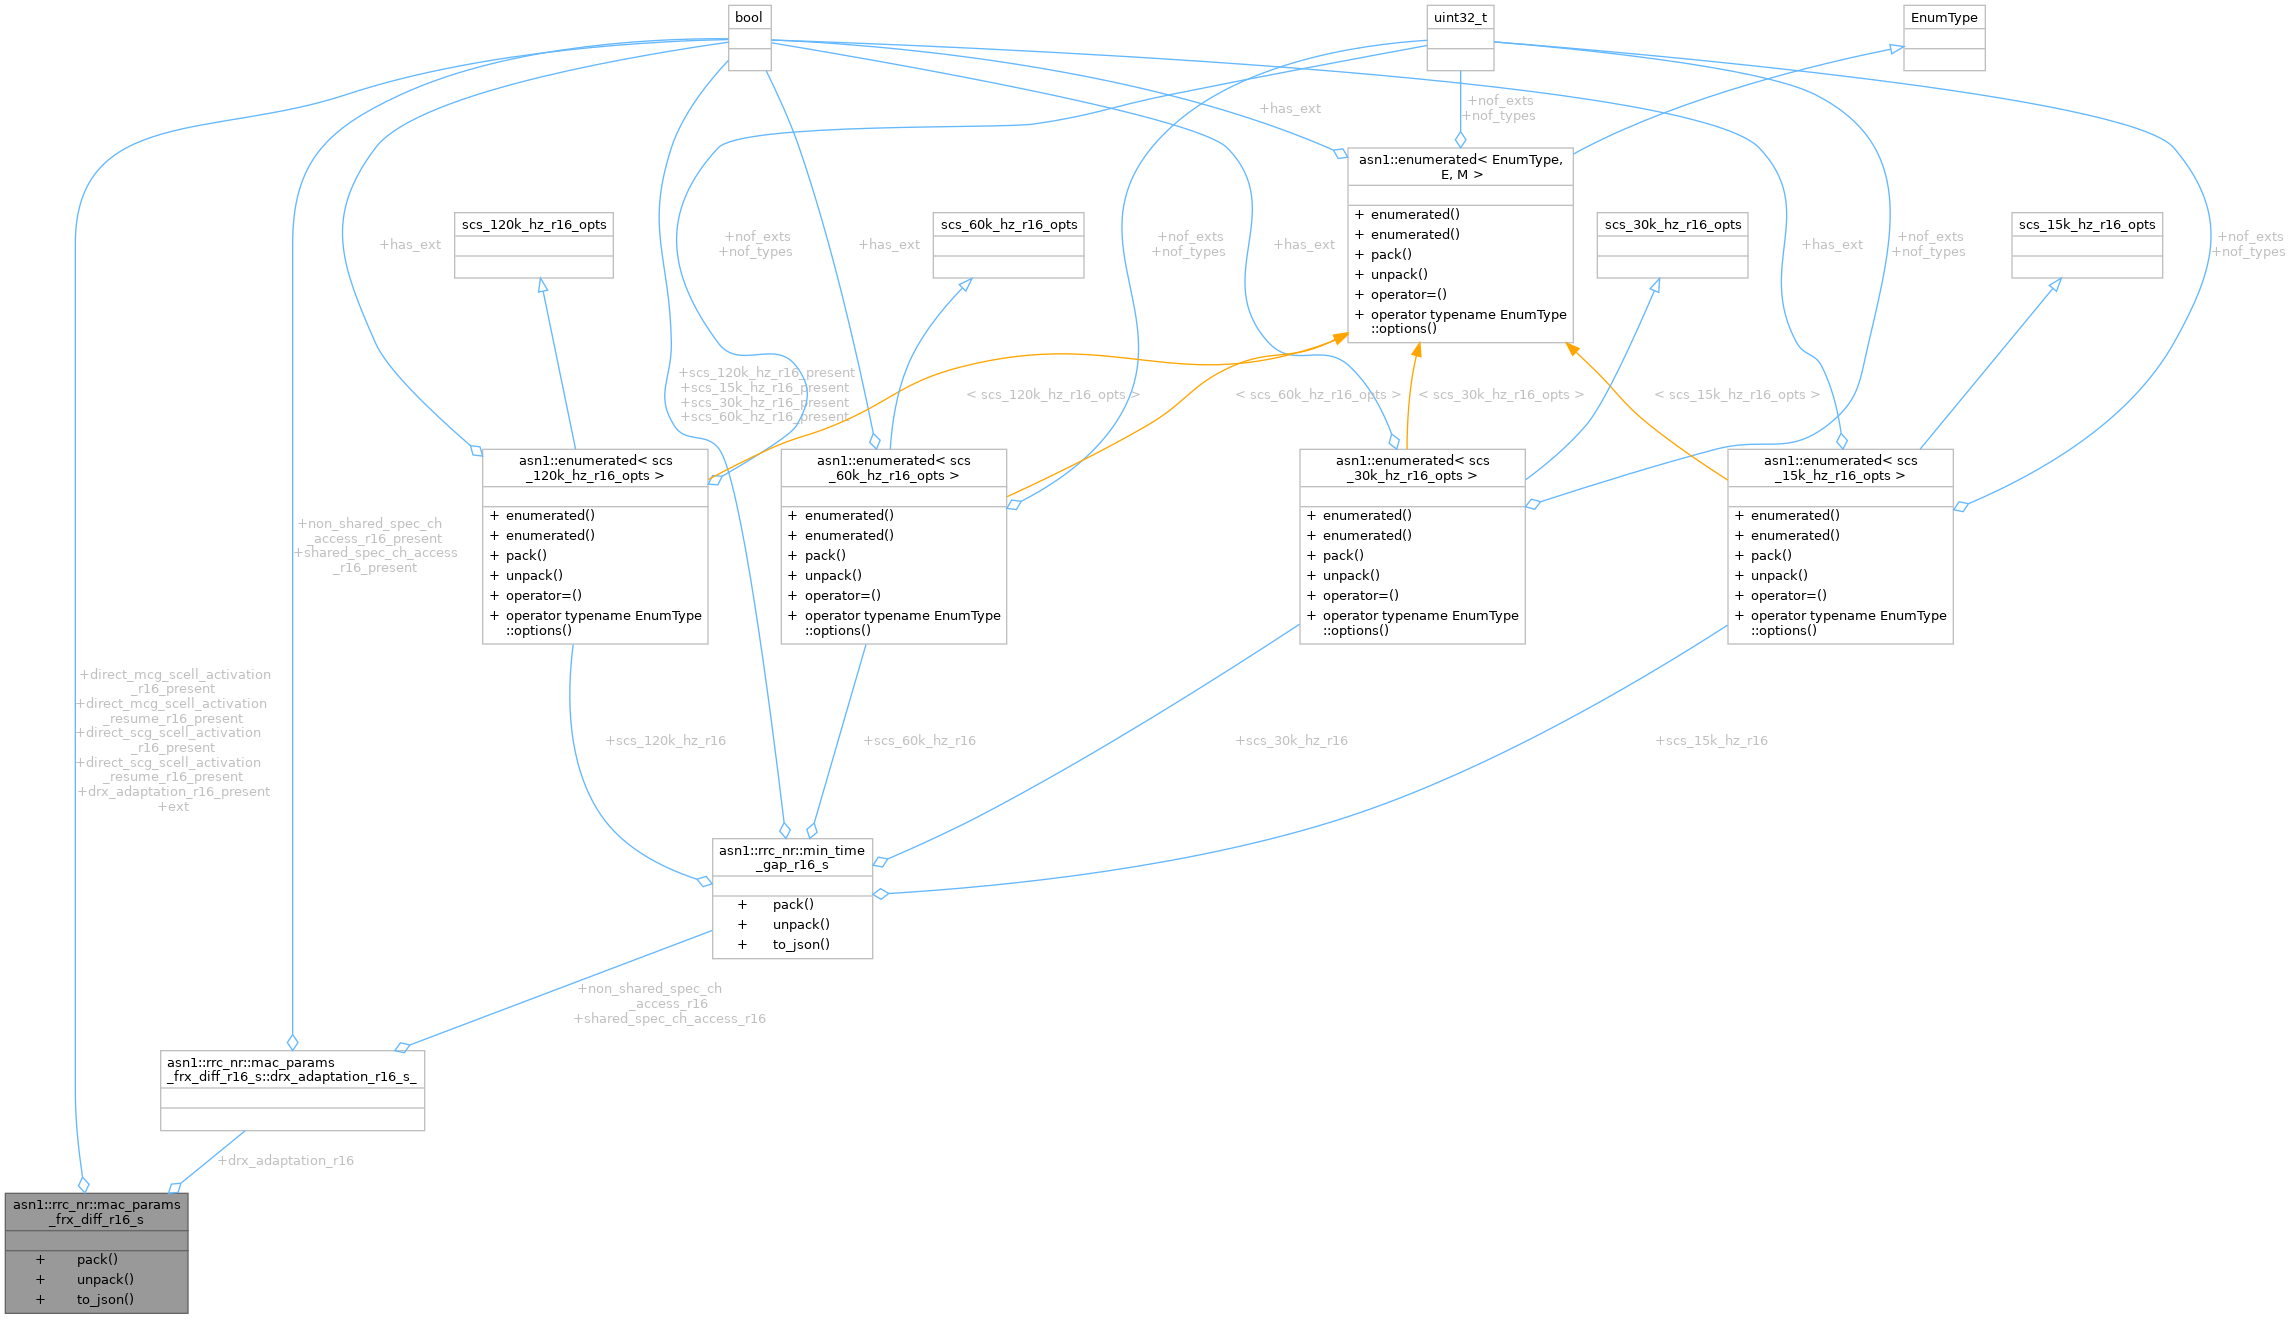 bool
uint32_t
EnumType
+has_ext
+nof_exts
+nof_types
asn1::enumerated< EnumType,
E, M >
+ enumerated()
+ enumerated()
+ pack()
+ unpack()
+ operator=()
+ operator typename EnumType
::options()
scs_120k_hz_r16_opts
scs_60k_hz_r16_opts
scs_30k_hz_r16_opts
scs_15k_hz_r16_opts
+has_ext
+nof_exts
+nof_types
+has_ext
+nof_exts
+nof_types
+has_ext
+has_ext
+nof_exts
+nof_types
+nof_exts
+nof_types
+scs_120k_hz_r16_present
+scs_15k_hz_r16_present
+scs_30k_hz_r16_present
+scs_60k_hz_r16_present
< scs_120k_hz_r16_opts >
< scs_60k_hz_r16_opts >
< scs_30k_hz_r16_opts >
< scs_15k_hz_r16_opts >
asn1::enumerated< scs
_120k_hz_r16_opts >
+ enumerated()
+ enumerated()
+ pack()
+ unpack()
+ operator=()
+ operator typename EnumType
::options()
asn1::enumerated< scs
_60k_hz_r16_opts >
+ enumerated()
+ enumerated()
+ pack()
+ unpack()
+ operator=()
+ operator typename EnumType
::options()
asn1::enumerated< scs
_30k_hz_r16_opts >
+ enumerated()
+ enumerated()
+ pack()
+ unpack()
+ operator=()
+ operator typename EnumType
::options()
asn1::enumerated< scs
_15k_hz_r16_opts >
+ enumerated()
+ enumerated()
+ pack()
+ unpack()
+ operator=()
+ operator typename EnumType
::options()
+non_shared_spec_ch
_access_r16_present
+shared_spec_ch_access
_r16_present
+direct_mcg_scell_activation
_r16_present
+direct_mcg_scell_activation
_resume_r16_present
+direct_scg_scell_activation
_r16_present
+direct_scg_scell_activation
_resume_r16_present
+drx_adaptation_r16_present
+ext
+scs_120k_hz_r16
+scs_60k_hz_r16
+scs_30k_hz_r16
+scs_15k_hz_r16
asn1::rrc_nr::min_time
_gap_r16_s
+ pack()
+ unpack()
+ to_json()
+non_shared_spec_ch
_access_r16
+shared_spec_ch_access_r16
asn1::rrc_nr::mac_params
_frx_diff_r16_s::drx_adaptation_r16_s_
+drx_adaptation_r16
asn1::rrc_nr::mac_params
_frx_diff_r16_s
+ pack()
+ unpack()
+ to_json()